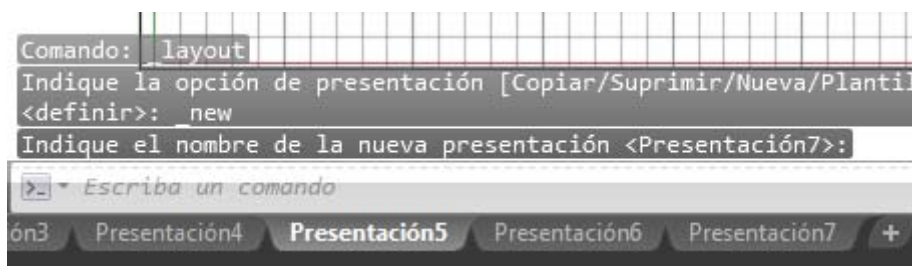 Comando: _layout
Indique la opción de presentación [Copiar/Suprimir/Nueva/Plantil
<definir>: _new
Indique el nombre de la nueva presentación <Presentación7>:
Escriba un comando
ón3 Presentación4 Presentación5 Presentación6 Presentación7 +